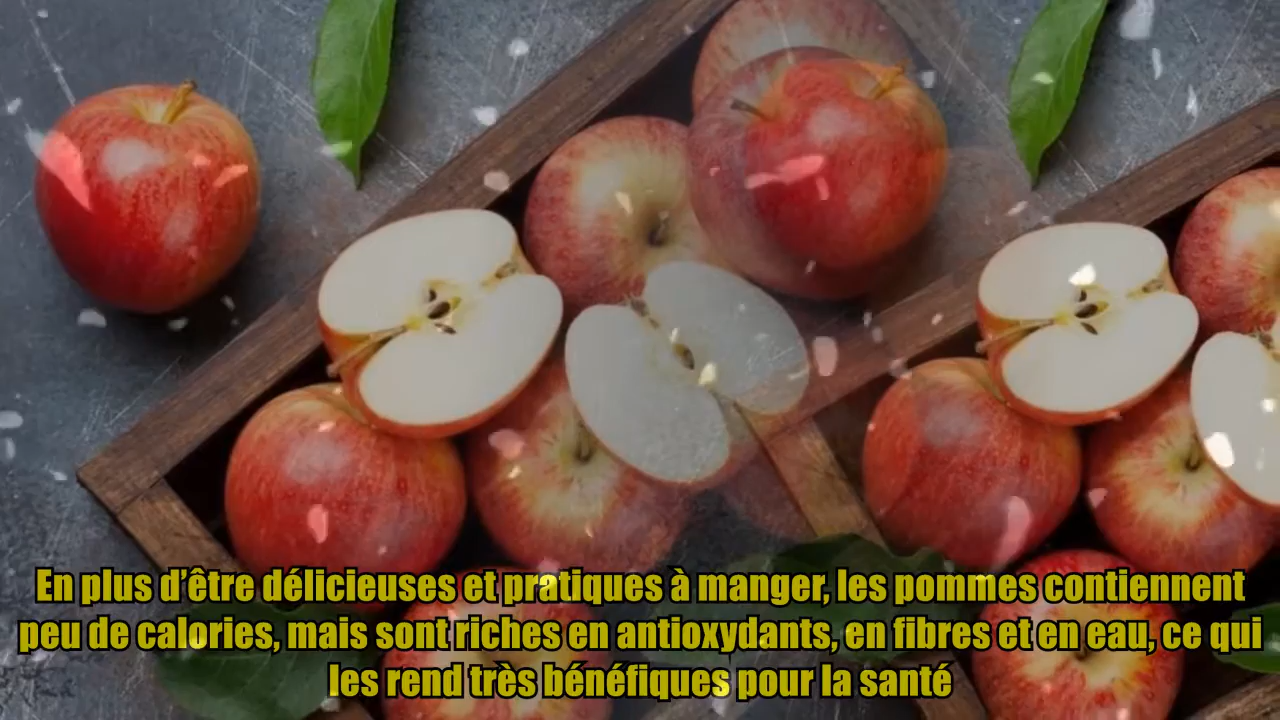 En plus d’être délicieuses et pratiques à manger, les pommes contiennent
peu de calories, mais sont riches en antioxydants, en fibres et en eau, ce qui
les rend très bénéfiques pour la santé